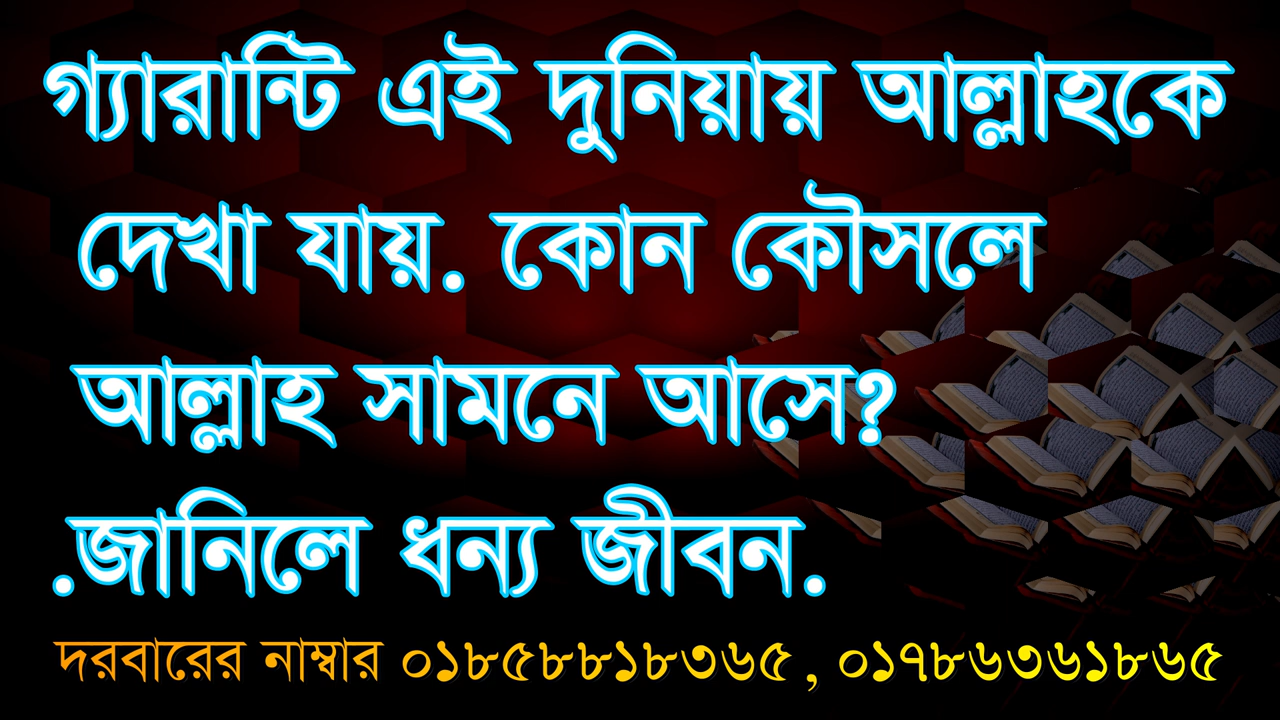 গ্যারান্টি এই দুনিয়ায় আল্লাহকে
দেখা যায়. কোন কৌসলে
আল্লাহ সামনে আসে?
.জানিলে ধন্য জীবন.
দরবারের নাম্বার ০১৮৫৮৮১৮৩৬৫ , ০১৭৮৬৩৬১৮৬৫